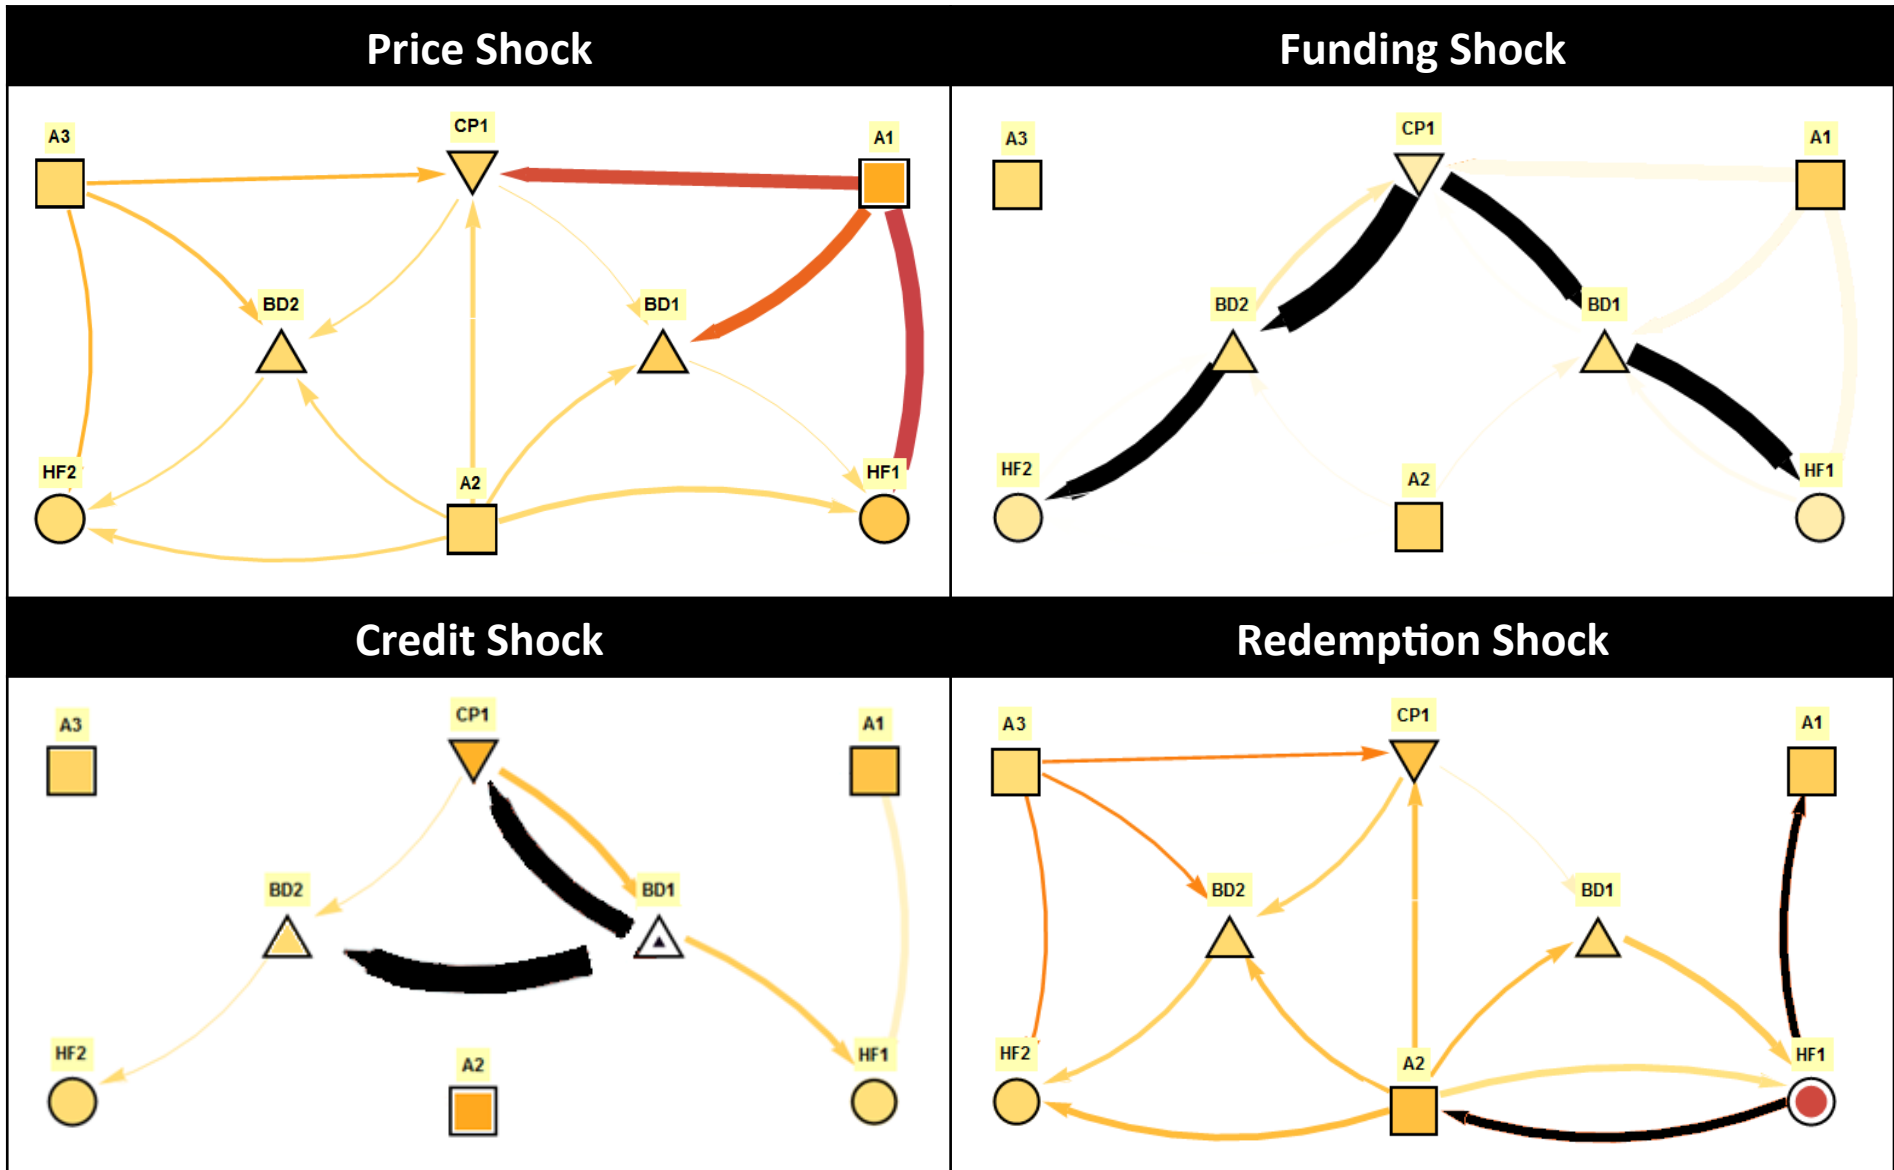 Price Shock
Funding Shock
A3
CP1
A1
BD2
BD1
HF2
A2
HF1
A3
CP1
A1
BD2
BD1
HF2
A2
HF1
Credit Shock
Redemption Shock
A3
CP1
A1
BD2
BD1
HF2
A2
HF1
A3
CP1
A1
BD2
BD1
HF2
A2
HF1